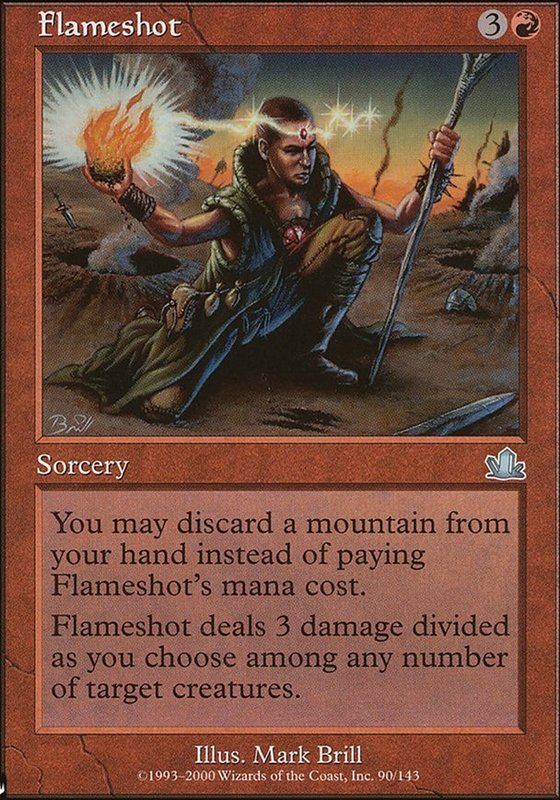 Flameshot 3
Brill
Sorcery
You may discard a mountain from
your hand instead of paying
Flameshot's mana cost.
Flameshot deals 3 damage divided
as you choose among any number
of target creatures.
Illus. Mark Brill
©1993–2000 Wizards of the Coast, Inc. 90/143